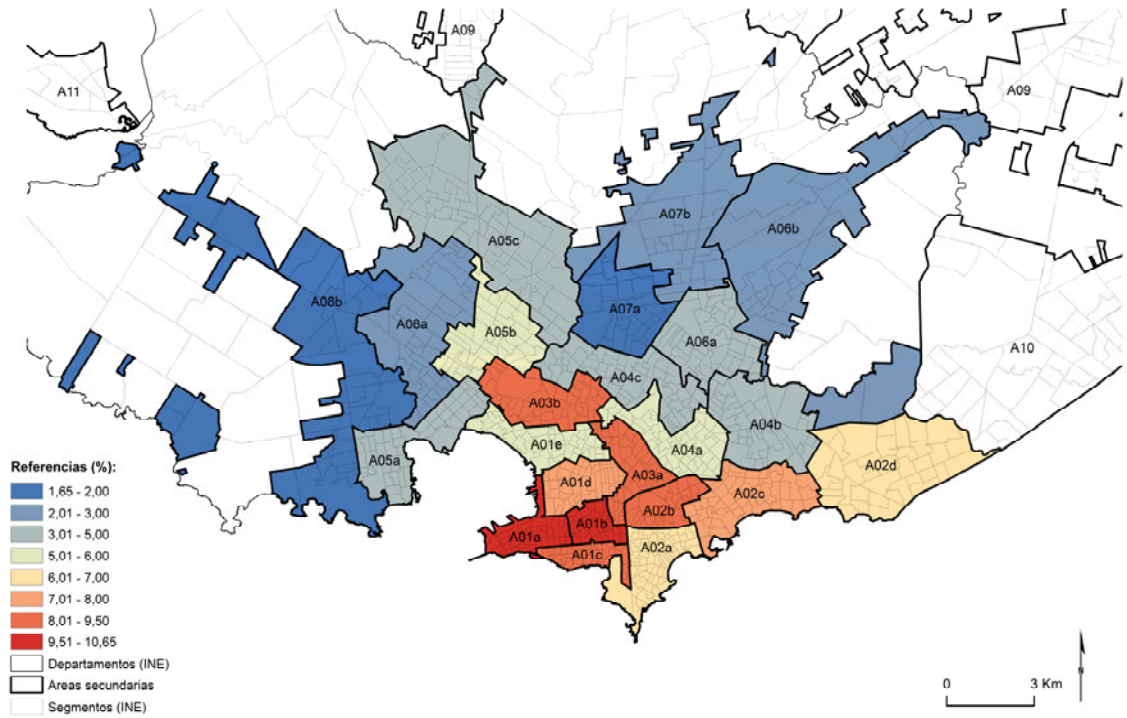 A09
A11
A09
A07b
A06b
A05c
A08b
A07a
A08a
A05b
A06a
A10
A04c
A03b
A04b
A01e
A04a
A05a
A02d
A03a
A01d
A02c
A02b
A01b
A01a
A02a
A01c
Referencias (%):
1,65 - 2,00
2,01 - 3,00
3,01 - 5,00
5,01 - 6,00
6,01 - 7,00
7,01 - 8,00
8,01 - 9,50
9,51 - 10,65
Departamentos (INE)
Areas secundarias
Segmentos (INE)
0 3 Km
N